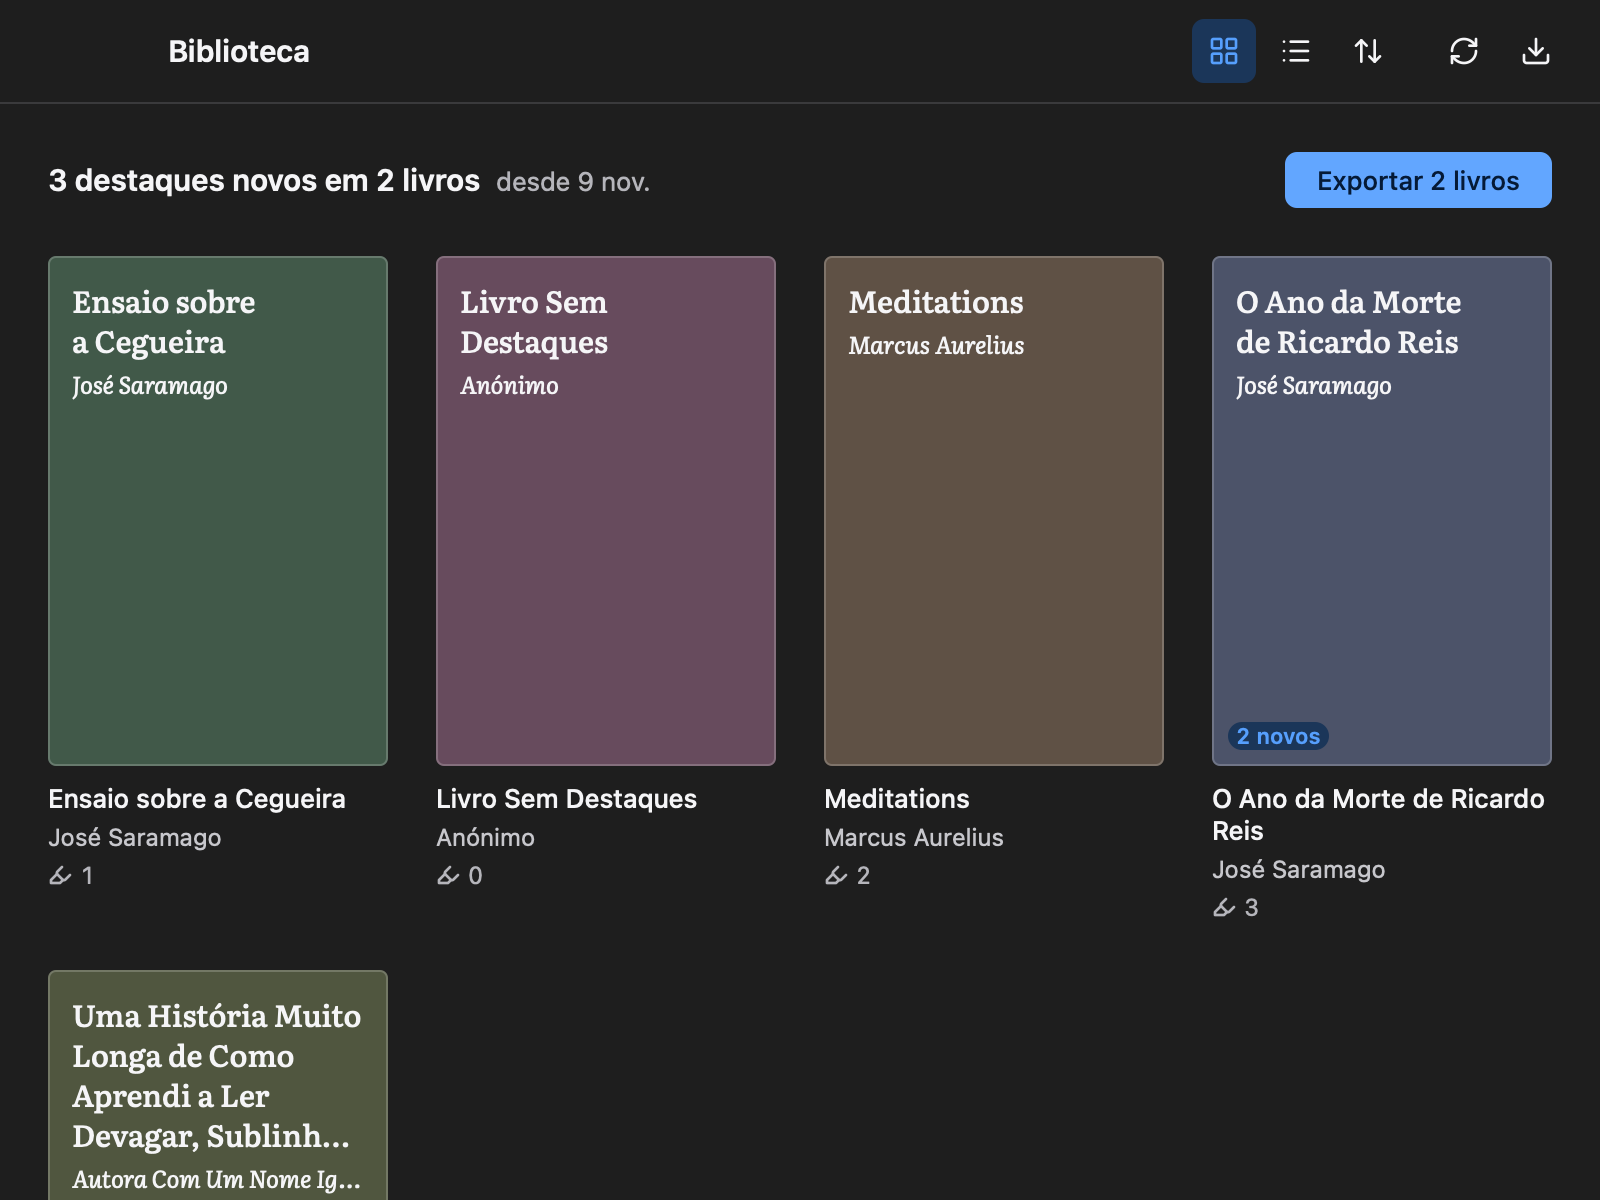 Biblioteca
3 destaques novos em 2 livros desde 9 nov.
Exportar 2 livros
Ensaio sobre
a Cegueira
José Saramago
Livro Sem
Destaques
Anónimo
Meditations
Marcus Aurelius
O Ano da Morte
de Ricardo Reis
José Saramago
2 novos
Ensaio sobre a Cegueira
José Saramago
1
Livro Sem Destaques
Anónimo
0
Meditations
Marcus Aurelius
2
O Ano da Morte de Ricardo
Reis
José Saramago
3
Uma História Muito
Longa de Como
Aprendi a Ler
Devagar, Sublinh...
Autora Com Um Nome Ig...